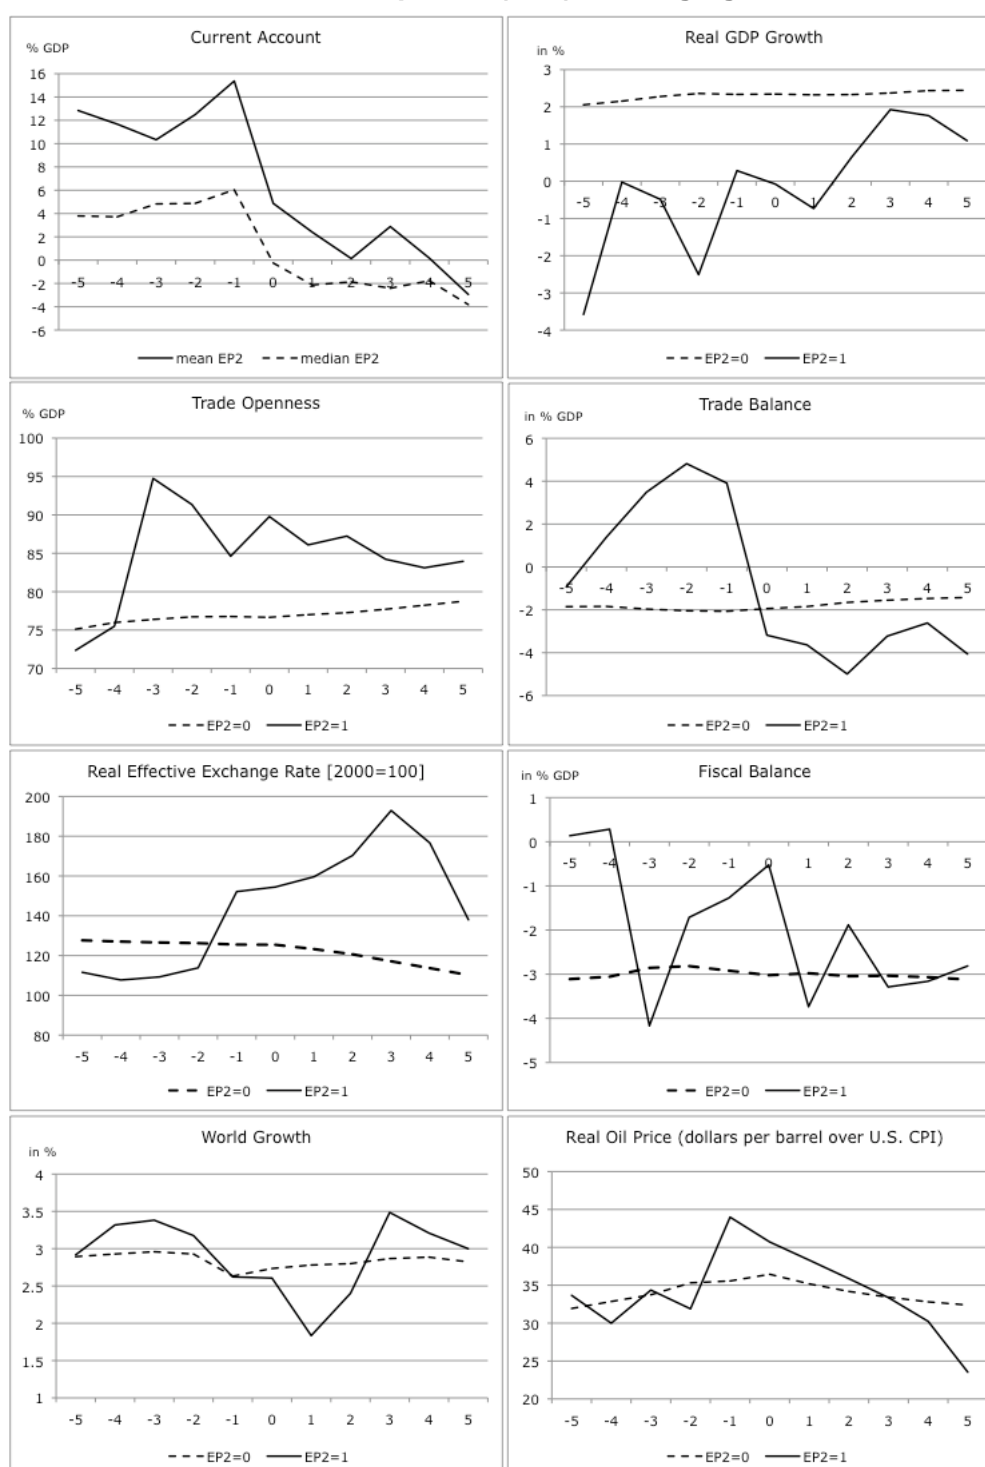 Current Account
% GDP
16
14
12
10
8
6
4
2
0
-2
-4
-6
-5 -4 -3 -2 -1 0 1 2 3 4 5
mean EP2 median EP2
Real GDP Growth
in %
3
2
1
0
-1
-2
-3
-4
-5 -4 -3 -2 -1 0 1 2 3 4 5
EP2=0 EP2=1
Trade Openness
% GDP
100
95
90
85
80
75
70
-5 -4 -3 -2 -1 0 1 2 3 4 5
EP2=0 EP2=1
Trade Balance
in % GDP
6
4
2
0
-2
-4
-6
-5 -4 -3 -2 -1 0 1 2 3 4 5
EP2=0 EP2=1
Real Effective Exchange Rate [2000=100]
200
180
160
140
120
100
80
-5 -4 -3 -2 -1 0 1 2 3 4 5
EP2=0 EP2=1
Fiscal Balance
in % GDP
1
0
-1
-2
-3
-4
-5
-5 -4 -3 -2 -1 0 1 2 3 4 5
EP2=0 EP2=1
World Growth
in %
4
3.5
3
2.5
2
1.5
1
-5 -4 -3 -2 -1 0 1 2 3 4 5
EP2=0 EP2=1
Real Oil Price (dollars per barrel over U.S. CPI)
50
45
40
35
30
25
20
-5 -4 -3 -2 -1 0 1 2 3 4 5
EP2=0 EP2=1